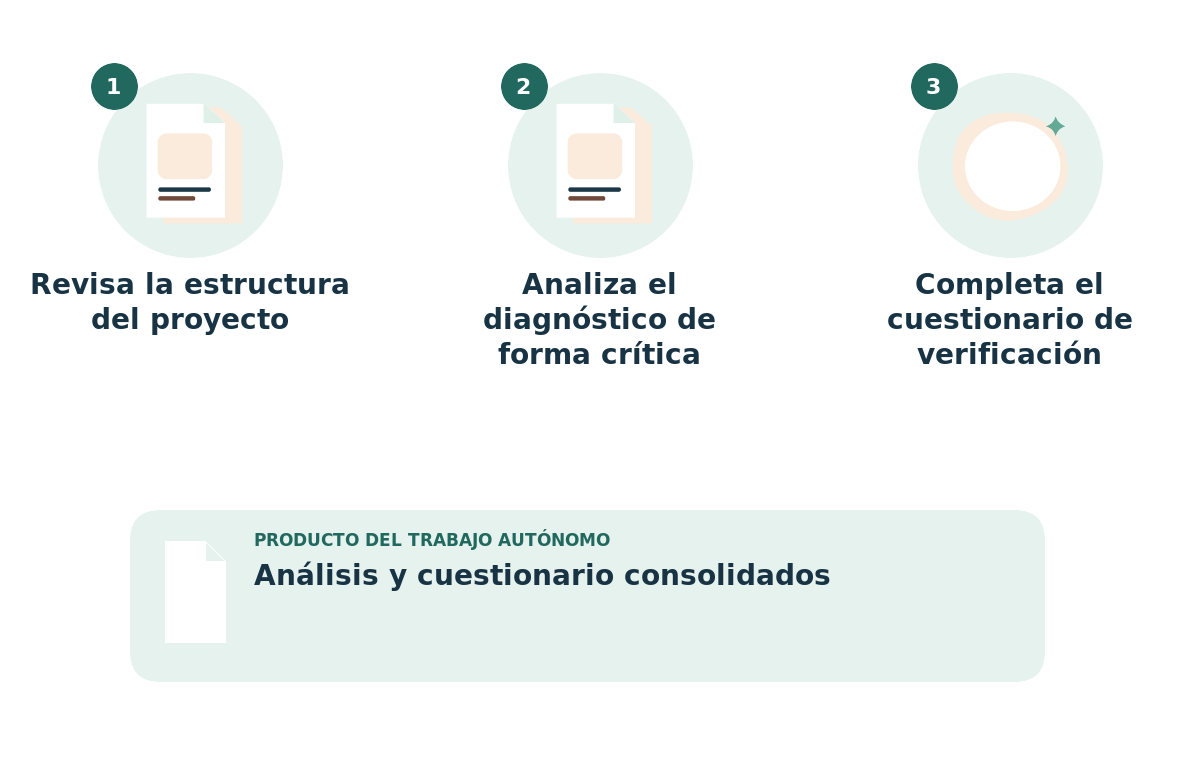 1
Revisa la estructura
del proyecto
2
Analiza el
diagnóstico de
forma crítica
3
Completa el
cuestionario de
verificación
PRODUCTO DEL TRABAJO AUTÓNOMO
Análisis y cuestionario consolidados